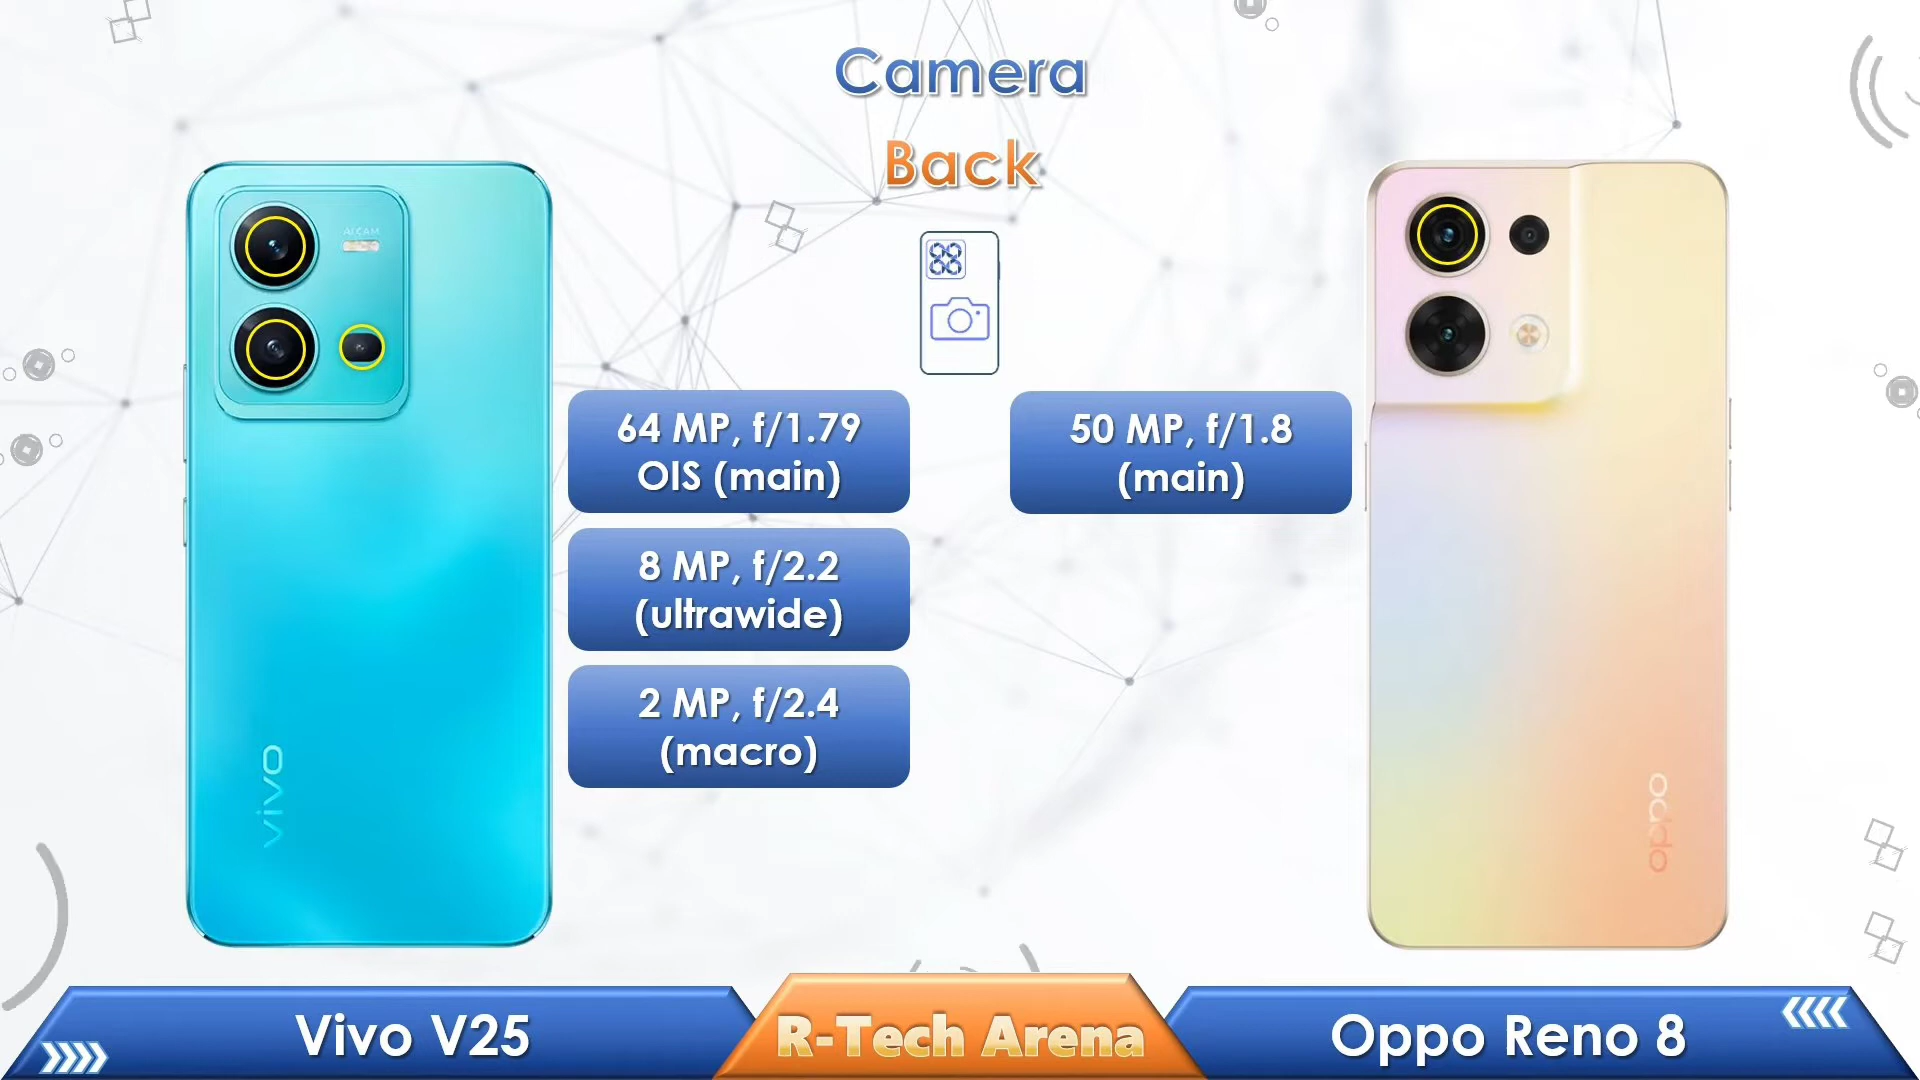 Camera
Back
64 MP, f/1.79
OIS (main)
8 MP, f/2.2
(ultrawide)
2 MP, f/2.4
(macro)
50 MP, f/1.8
(main)
vivo
oppo
Vivo V25
R-Tech Arena
Oppo Reno 8